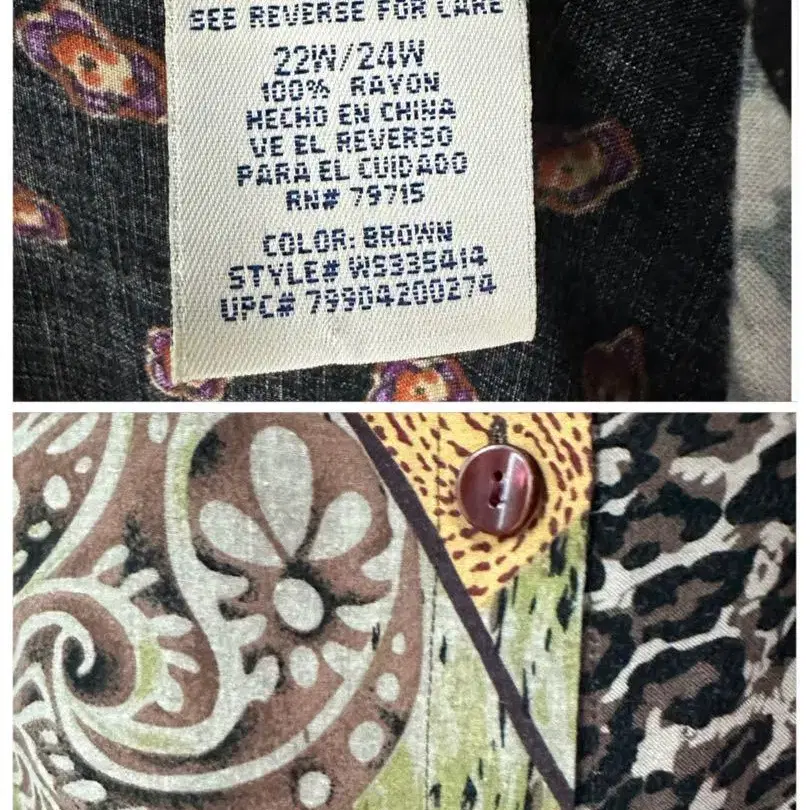 SEE REVERSE FOR CARE
22W/24W
100% RAYON
HECHO EN CHINA
VE EL REVERSO
PARA EL CUIDADO
RN# 79715
COLOR: BROWN
STYLE# WS335414
UPC# 79904200274